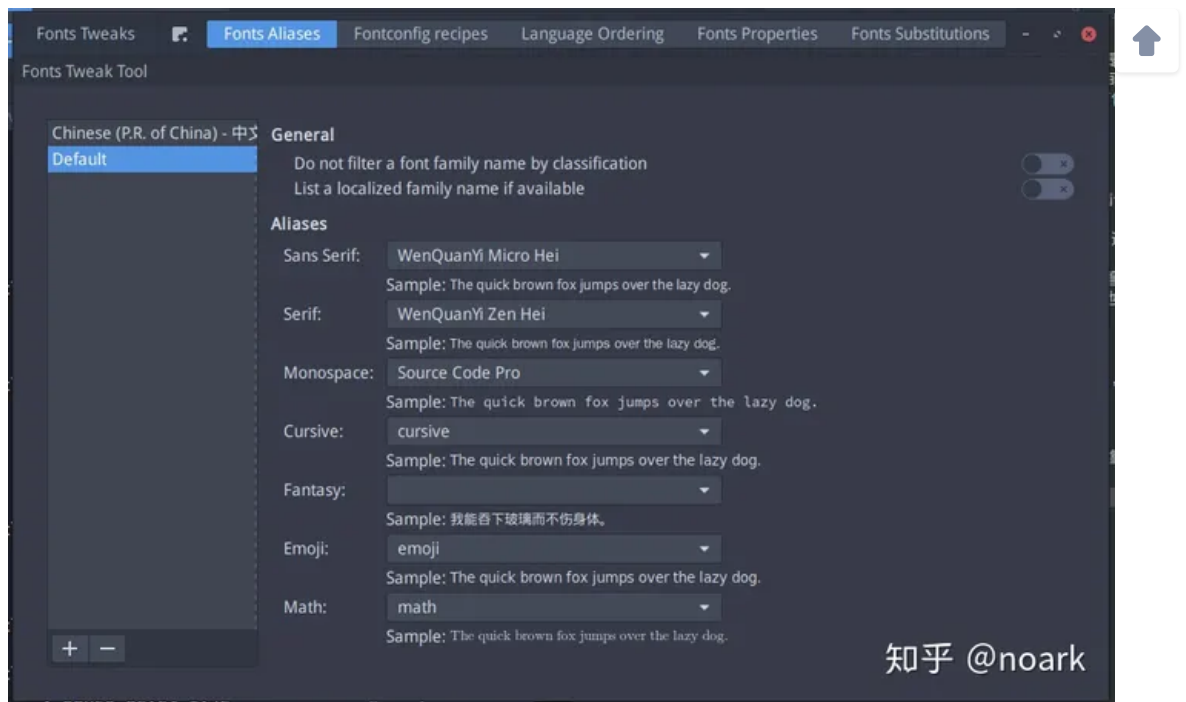 Fonts Tweaks Fonts Aliases Fontconfig recipes Language Ordering Fonts Properties Fonts Substitutions
Fonts Tweak Tool
Chinese (P.R. of China) - 中文
Default
General
Do not filter a font family name by classification
List a localized family name if available
Aliases
Sans Serif: WenQuanYi Micro Hei
Sample: The quick brown fox jumps over the lazy dog.
Serif: WenQuanYi Zen Hei
Sample: The quick brown fox jumps over the lazy dog.
Monospace: Source Code Pro
Sample: The quick brown fox jumps over the lazy dog.
Cursive: cursive
Sample: The quick brown fox jumps over the lazy dog.
Fantasy:
Sample: 我能吞下玻璃而不伤身体。
Emoji: emoji
Sample: The quick brown fox jumps over the lazy dog.
Math: math
Sample: The quick brown fox jumps over the lazy dog.
知乎 @noark